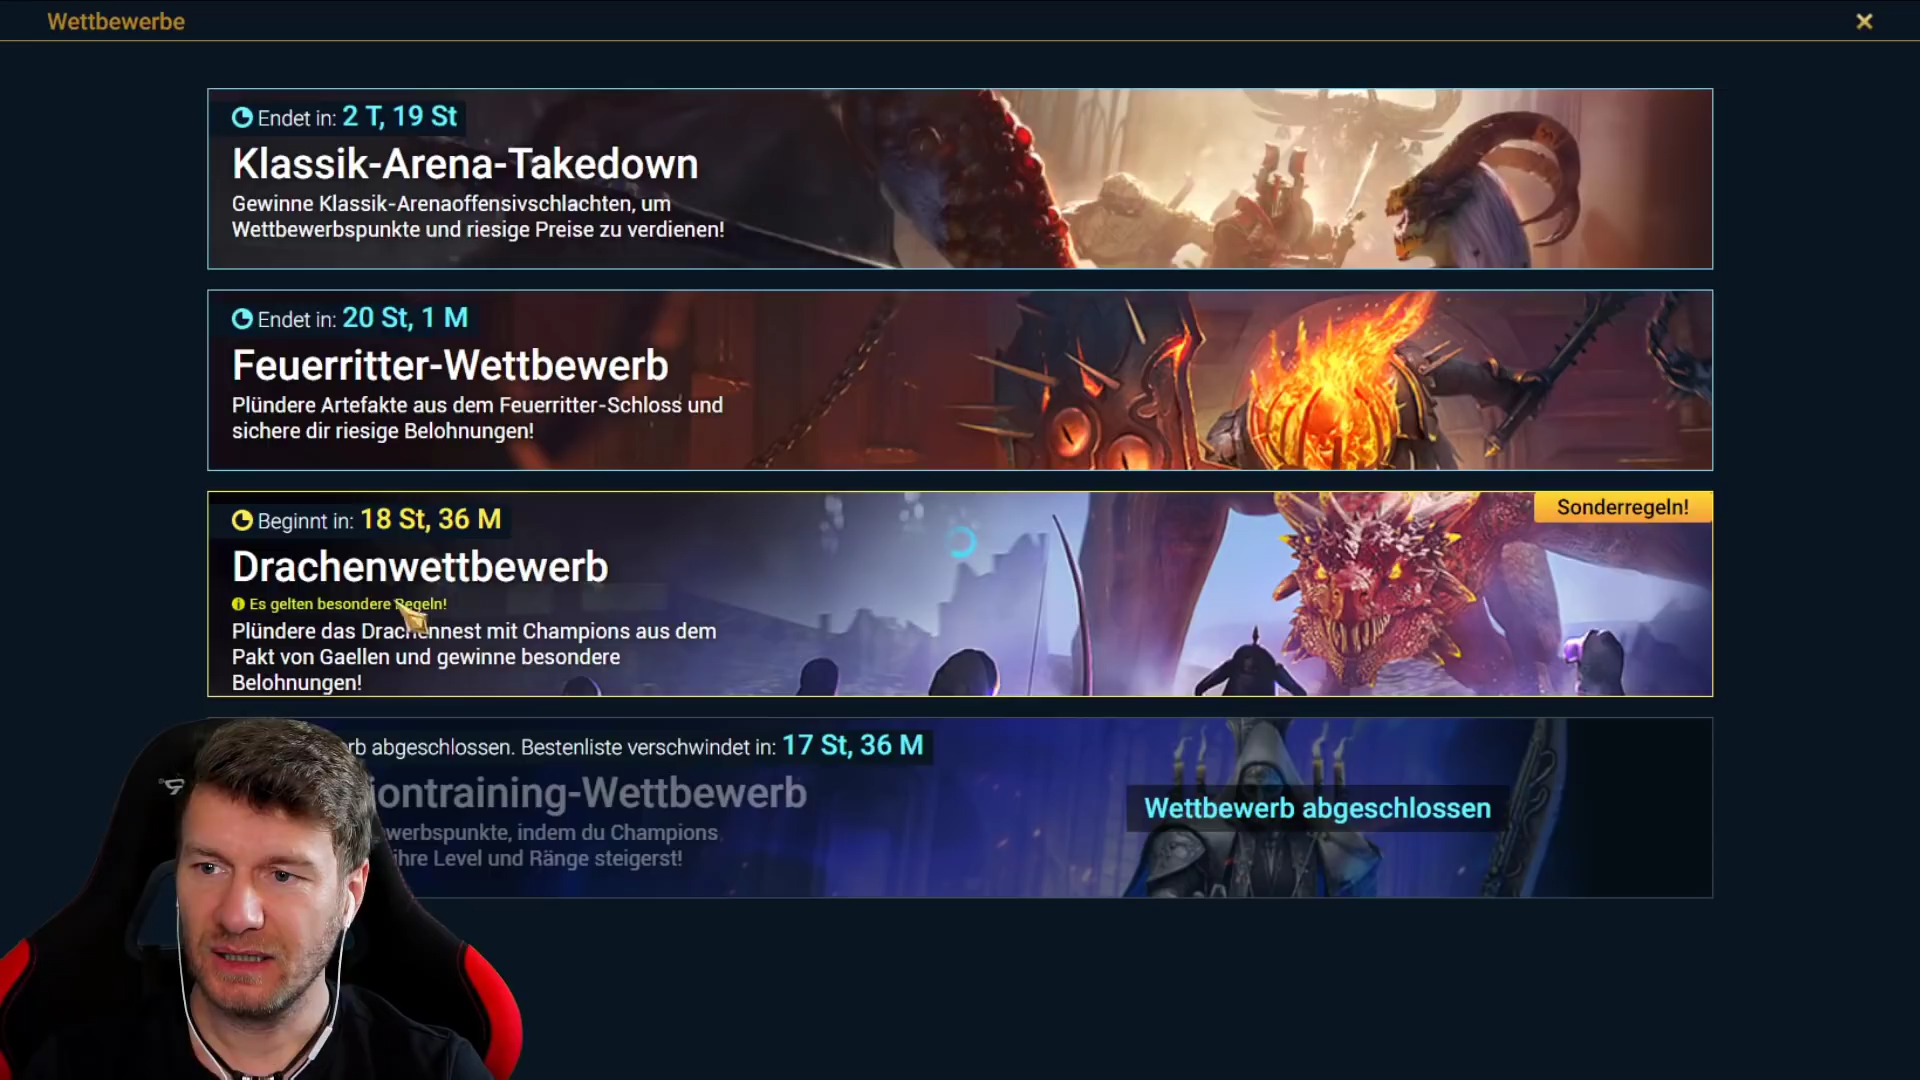 Wettbewerbe
Endet in: 2 T, 19 St
Klassik-Arena-Takedown
Gewinne Klassik-Arenaoffensivschlachten, um
Wettbewerbspunkte und riesige Preise zu verdienen!
Endet in: 20 St, 1 M
Feuerritter-Wettbewerb
Plündere Artefakte aus dem Feuerritter-Schloss und
sichere dir riesige Belohnungen!
Beginnt in: 18 St, 36 M
Sonderregeln!
Drachenwettbewerb
Es gelten besondere Regeln!
Plündere das Drachennest mit Champions aus dem
Pakt von Gaellen und gewinne besondere
Belohnungen!
rb abgeschlossen. Bestenliste verschwindet in: 17 St, 36 M
iontraining-Wettbewerb
Wettbewerb abgeschlossen
werbspunkte, indem du Champions
ihre Level und Ränge steigerst!